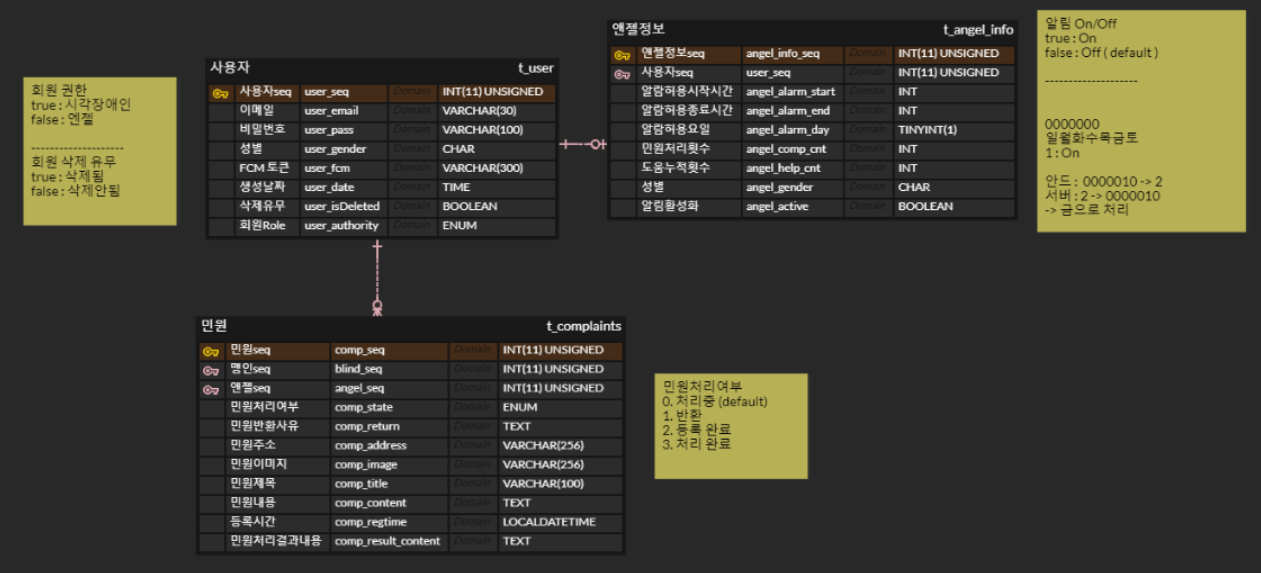 회원 권한
true : 시각장애인
false : 엔젤
--------------------
회원 삭제 유무
true : 삭제됨
false : 삭제안됨
사용자 t_user
사용자seq user_seq Domain INT(11) UNSIGNED
이메일 user_email Domain VARCHAR(30)
비밀번호 user_pass Domain VARCHAR(100)
성별 user_gender Domain CHAR
FCM 토큰 user_fcm Domain VARCHAR(300)
생성날짜 user_date Domain TIME
삭제유무 user_isDeleted Domain BOOLEAN
회원Role user_authority Domain ENUM
앤젤정보 t_angel_info
앤젤정보seq angel_info_seq Domain INT(11) UNSIGNED
사용자seq user_seq Domain INT(11) UNSIGNED
알람허용시작시간 angel_alarm_start Domain INT
알람허용종료시간 angel_alarm_end Domain INT
알람허용요일 angel_alarm_day Domain TINYINT(1)
민원처리횟수 angel_comp_cnt Domain INT
도움누적횟수 angel_help_cnt Domain INT
성별 angel_gender Domain CHAR
알림활성화 angel_active Domain BOOLEAN
알림 On/Off
true : On
false : Off ( default )
--------------------
0000000
일월화수목금토
1 : On
안드 : 0000010 -> 2
서버 : 2 -> 0000010
-> 금으로 처리
민원 t_complaints
민원seq comp_seq Domain INT(11) UNSIGNED
맹인seq blind_seq Domain INT(11) UNSIGNED
앤젤seq angel_seq Domain INT(11) UNSIGNED
민원처리여부 comp_state Domain ENUM
민원반환사유 comp_return Domain TEXT
민원주소 comp_address Domain VARCHAR(256)
민원이미지 comp_image Domain VARCHAR(256)
민원제목 comp_title Domain VARCHAR(100)
민원내용 comp_content Domain TEXT
등록시간 comp_regtime Domain LOCALDATETIME
민원처리결과내용 comp_result_content Domain TEXT
민원처리여부
0. 처리중 (default)
1. 반환
2. 등록 완료
3. 처리 완료